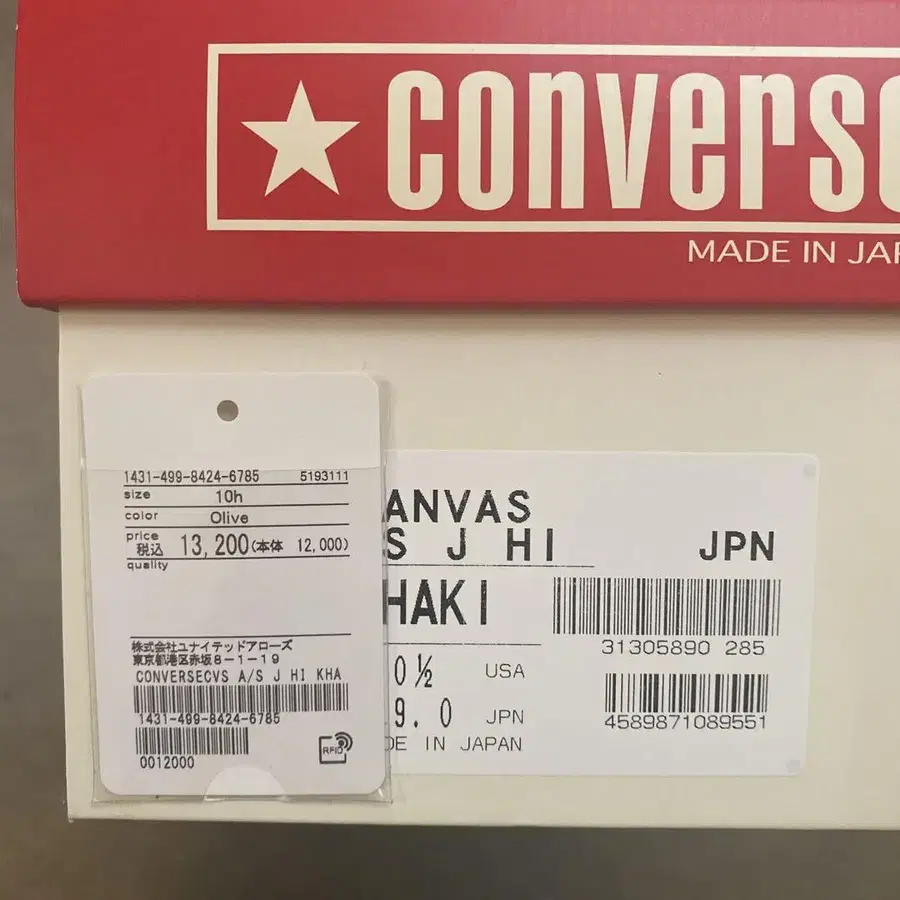 converse
MADE IN JAP
1431-499-8424-6785 5193111
size 10h
color Olive
price
税込 13,200(本体 12,000)
quality
株式会社ユナイテッドアローズ
東京都港区赤坂8-1-19
CONVERSECVS A/S J HI KHA
1431-499-8424-6785
0012000
RFID
ANVAS
S J HI JPN
HAKI
31305890 285
0½ USA
9.0 JPN
4589871089551
DE IN JAPAN